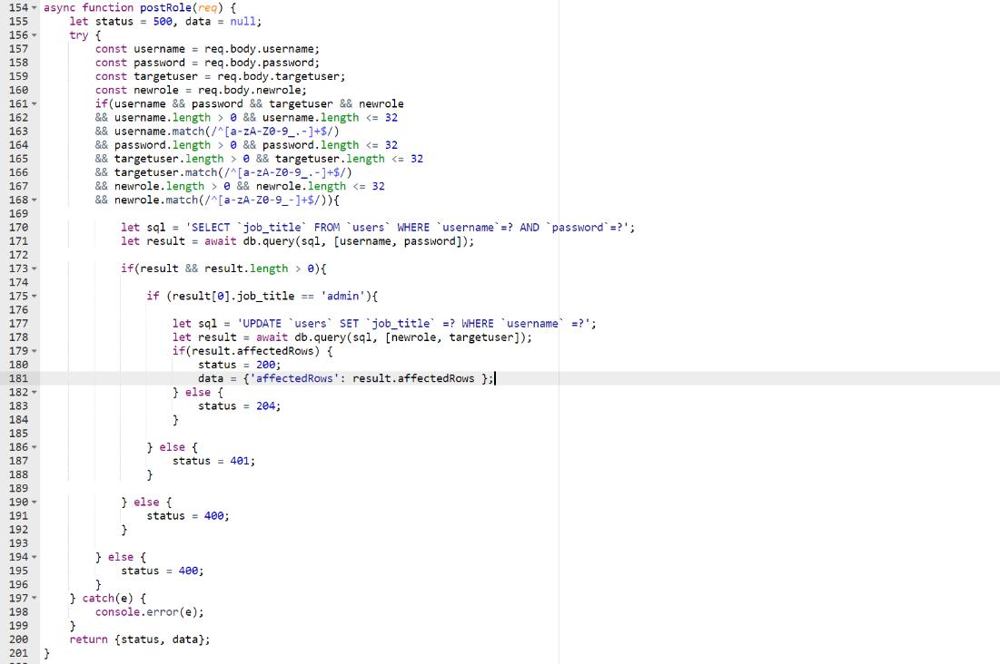 154 async function postRole(req) {
155     let status = 500, data = null;
156     try {
157         const username = req.body.username;
158         const password = req.body.password;
159         const targetuser = req.body.targetuser;
160         const newrole = req.body.newrole;
161         if(username && password && targetuser && newrole
162         && username.length > 0 && username.length <= 32
163         && username.match(/^[a-zA-Z0-9_.-]+$/)
164         && password.length > 0 && password.length <= 32
165         && targetuser.length > 0 && targetuser.length <= 32
166         && targetuser.match(/^[a-zA-Z0-9_.-]+$/)
167         && newrole.length > 0 && newrole.length <= 32
168         && newrole.match(/^[a-zA-Z0-9_-]+$/)){
169
170             let sql = 'SELECT `job_title` FROM `users` WHERE `username`=? AND `password`=?';
171             let result = await db.query(sql, [username, password]);
172
173             if(result && result.length > 0){
174
175                 if (result[0].job_title == 'admin'){
176
177                     let sql = 'UPDATE `users` SET `job_title` =? WHERE `username` =?';
178                     let result = await db.query(sql, [newrole, targetuser]);
179                     if(result.affectedRows) {
180                         status = 200;
181                         data = {'affectedRows': result.affectedRows };
182                     } else {
183                         status = 204;
184                     }
185
186                 } else {
187                     status = 401;
188                 }
189
190             } else {
191                 status = 400;
192             }
193
194         } else {
195             status = 400;
196         }
197     } catch(e) {
198         console.error(e);
199     }
200     return {status, data};
201 }